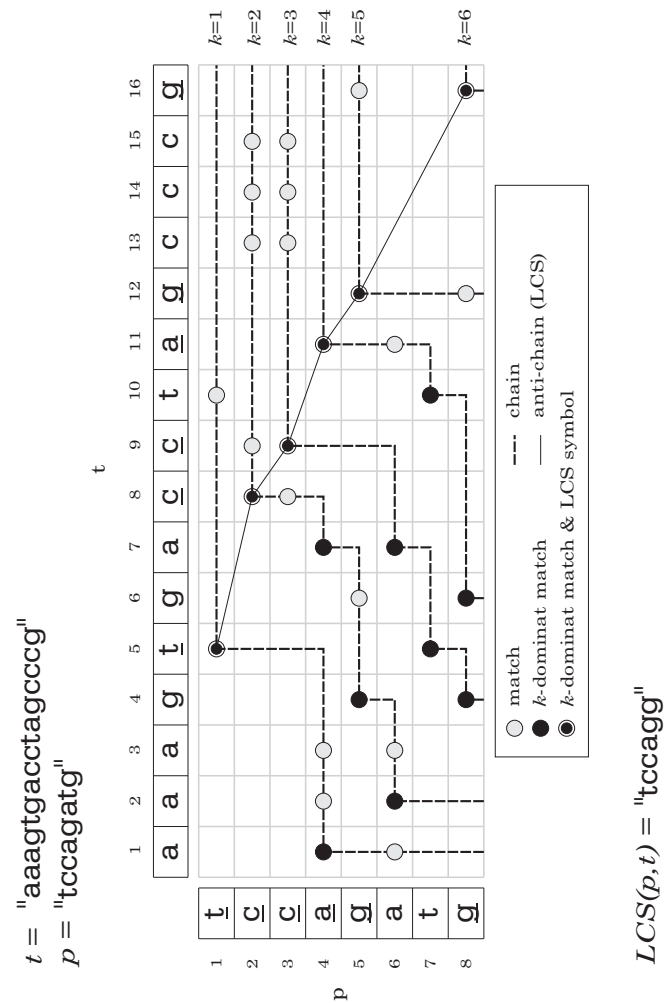 t = "aaagtgacctagcccg"
p = "tccagatg"
t
1 2 3 4 5 6 7 8 9 10 11 12 13 14 15 16
a a a g t g a c c t a g c c c g
p
1 t k=1
2 c k=2
3 c k=3
4 a k=4
5 g k=5
6 a
7 t
8 g k=6
match
k-dominat match
k-dominat match & LCS symbol
chain
anti-chain (LCS)
LCS(p,t) = "tccagg"